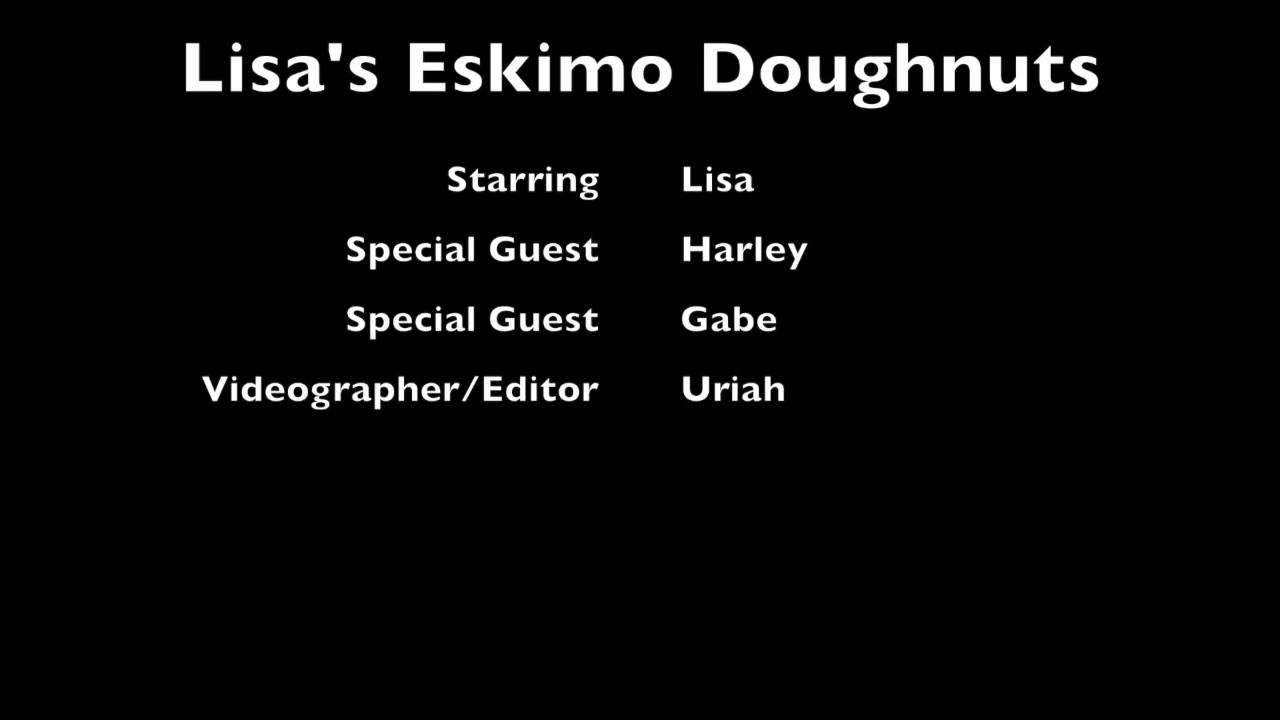 Lisa's Eskimo Doughnuts
Starring Lisa
Special Guest Harley
Special Guest Gabe
Videographer/Editor Uriah